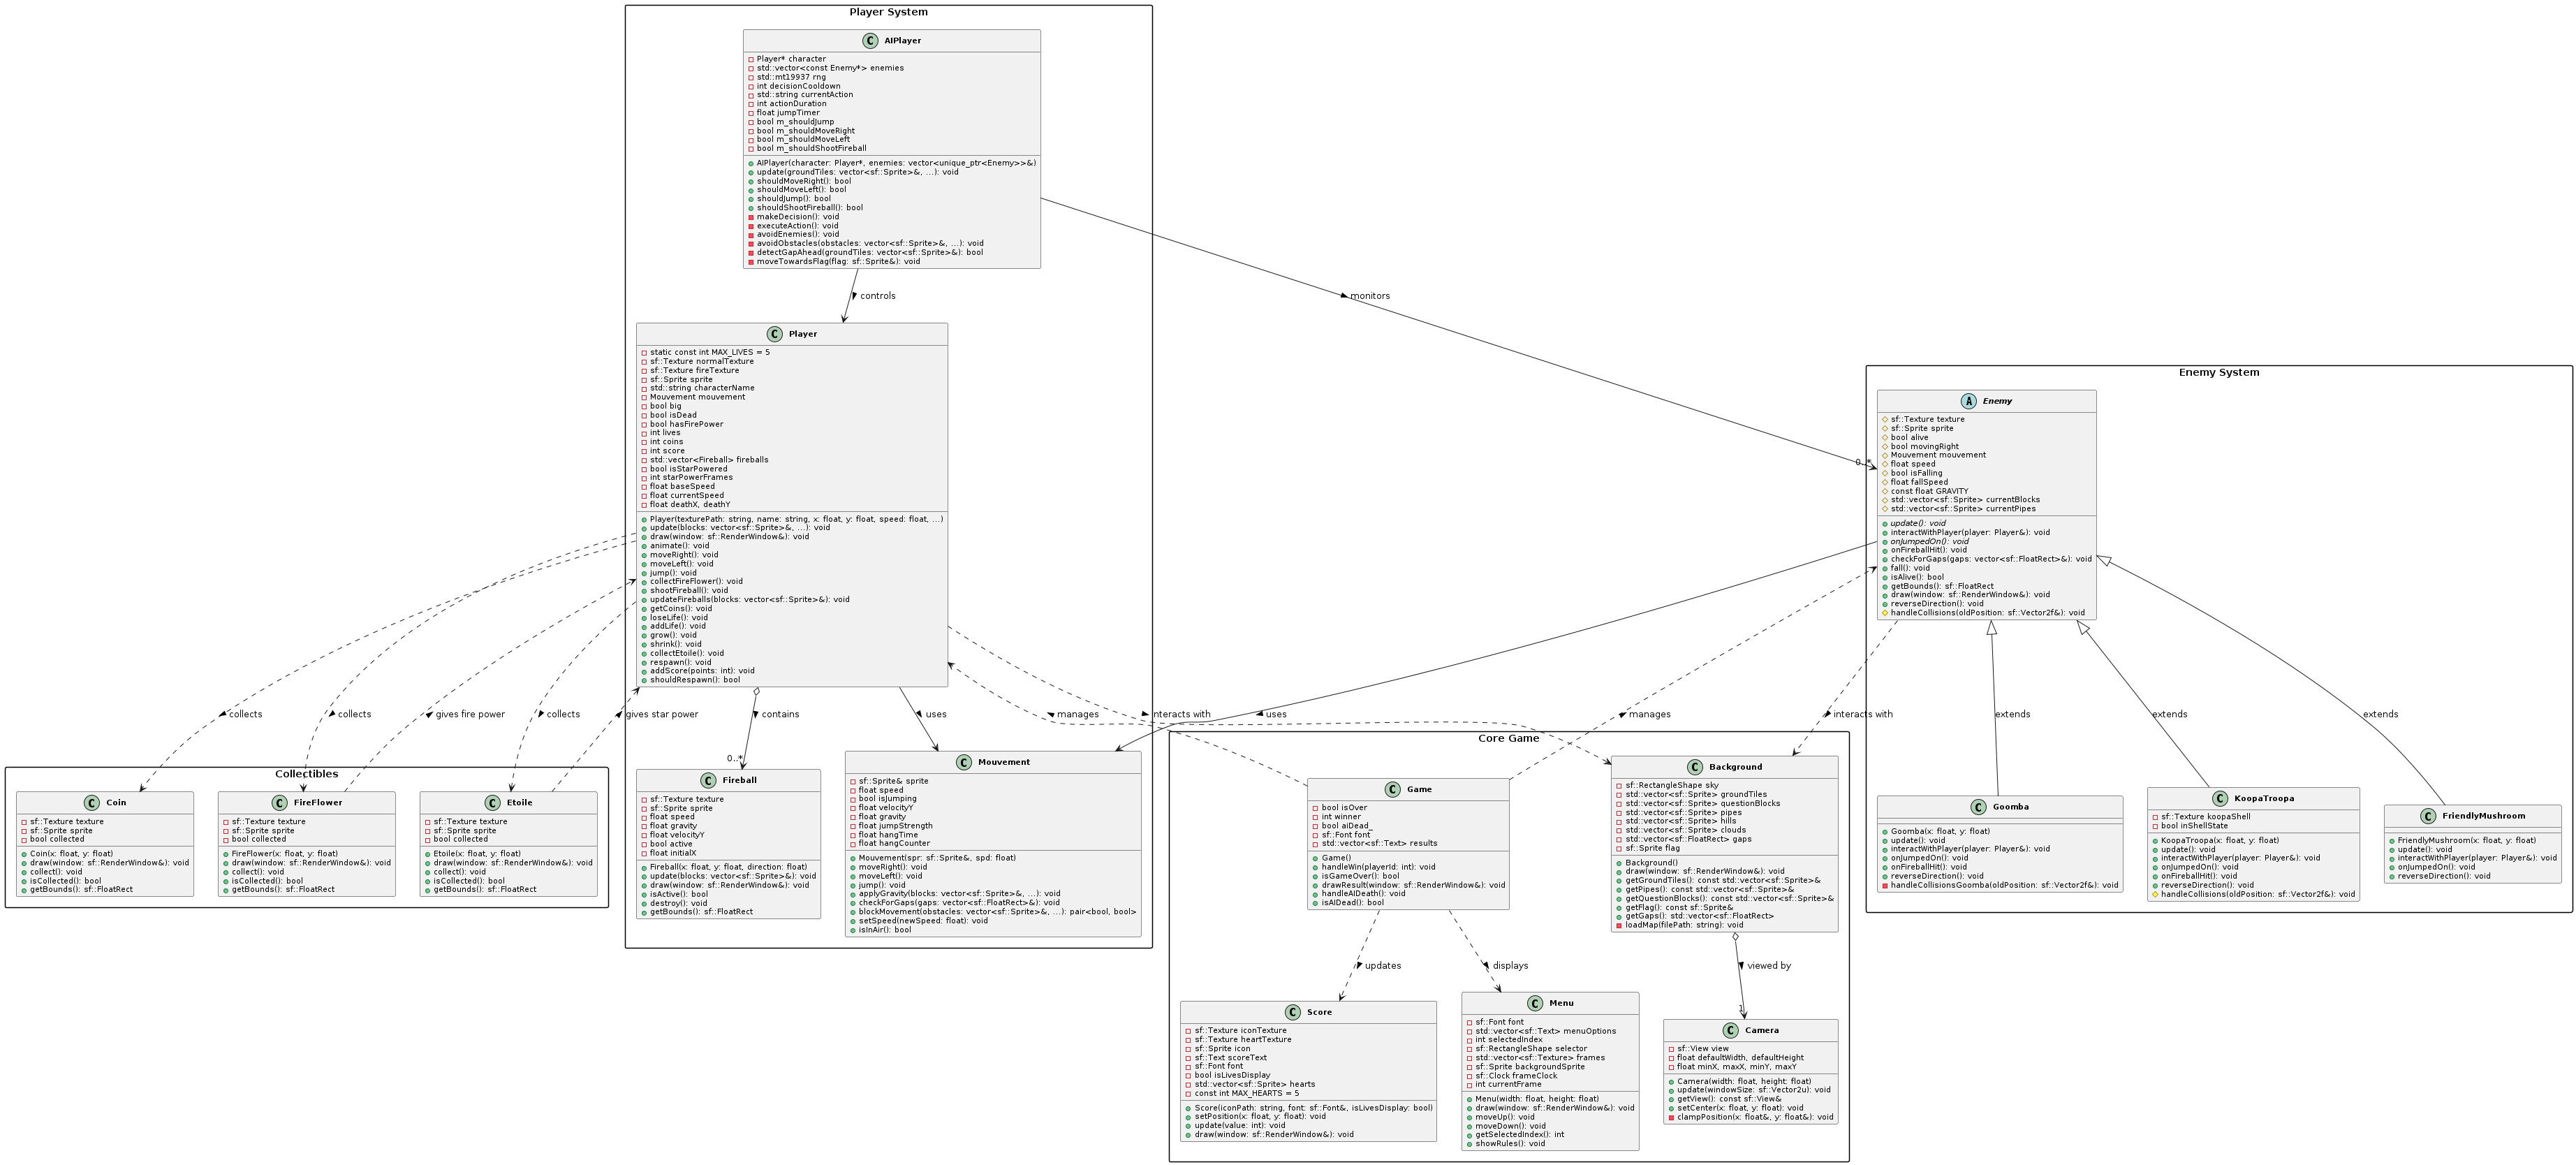 Player System
C AIPlayer
Player* character
std::vector<const Enemy*> enemies
std::mt19937 rng
int decisionCooldown
std::string currentAction
int actionDuration
float jumpTimer
bool m_shouldJump
bool m_shouldMoveRight
bool m_shouldMoveLeft
bool m_shouldShootFireball
AIPlayer(character: Player*, enemies: vector<unique_ptr<Enemy>>&)
update(groundTiles: vector<sf::Sprite>&, ...): void
shouldMoveRight(): bool
shouldMoveLeft(): bool
shouldJump(): bool
shouldShootFireball(): bool
makeDecision(): void
executeAction(): void
avoidEnemies(): void
avoidObstacles(obstacles: vector<sf::Sprite>&, ...): void
detectGapAhead(groundTiles: vector<sf::Sprite>&): bool
moveTowardsFlag(flag: sf::Sprite&): void
controls
monitors
C Player
static const int MAX_LIVES = 5
sf::Texture normalTexture
sf::Texture fireTexture
sf::Sprite sprite
std::string characterName
Mouvement mouvement
bool big
bool isDead
bool hasFirePower
int lives
int coins
int score
std::vector<Fireball> fireballs
bool isStarPowered
int starPowerFrames
float baseSpeed
float currentSpeed
float deathX, deathY
Player(texturePath: string, name: string, x: float, y: float, speed: float, ...)
update(blocks: vector<sf::Sprite>&, ...): void
draw(window: sf::RenderWindow&): void
animate(): void
moveRight(): void
moveLeft(): void
jump(): void
collectFireFlower(): void
shootFireball(): void
updateFireballs(blocks: vector<sf::Sprite>&): void
getCoins(): void
loseLife(): void
addLife(): void
grow(): void
shrink(): void
collectEtoile(): void
respawn(): void
addScore(points: int): void
shouldRespawn(): bool
Enemy System
0..*
A Enemy
sf::Texture texture
sf::Sprite sprite
bool alive
bool movingRight
Mouvement mouvement
float speed
bool isFalling
float fallSpeed
const float GRAVITY
std::vector<sf::Sprite> currentBlocks
std::vector<sf::Sprite> currentPipes
update(): void
interactWithPlayer(player: Player&): void
onJumpedOn(): void
onFireballHit(): void
checkForGaps(gaps: vector<sf::FloatRect>&): void
fall(): void
isAlive(): bool
getBounds(): sf::FloatRect
draw(window: sf::RenderWindow&): void
reverseDirection(): void
handleCollisions(oldPosition: sf::Vector2f&): void
collects
collects
gives fire power
collects
gives star power
contains
uses
manages
interacts with
uses
manages
interacts with
extends
extends
extends
Collectibles
C Coin
sf::Texture texture
sf::Sprite sprite
bool collected
Coin(x: float, y: float)
draw(window: sf::RenderWindow&): void
collect(): void
isCollected(): bool
getBounds(): sf::FloatRect
C FireFlower
sf::Texture texture
sf::Sprite sprite
bool collected
FireFlower(x: float, y: float)
draw(window: sf::RenderWindow&): void
collect(): void
isCollected(): bool
getBounds(): sf::FloatRect
C Etoile
sf::Texture texture
sf::Sprite sprite
bool collected
Etoile(x: float, y: float)
draw(window: sf::RenderWindow&): void
collect(): void
isCollected(): bool
getBounds(): sf::FloatRect
0..*
C Fireball
sf::Texture texture
sf::Sprite sprite
float speed
float gravity
float velocityY
bool active
float initialX
Fireball(x: float, y: float, direction: float)
update(blocks: vector<sf::Sprite>&): void
draw(window: sf::RenderWindow&): void
isActive(): bool
destroy(): void
getBounds(): sf::FloatRect
C Mouvement
sf::Sprite& sprite
float speed
bool isJumping
float velocityY
float gravity
float jumpStrength
float hangTime
float hangCounter
Mouvement(spr: sf::Sprite&, spd: float)
moveRight(): void
moveLeft(): void
jump(): void
applyGravity(blocks: vector<sf::Sprite>&, ...): void
checkForGaps(gaps: vector<sf::FloatRect>&): void
blockMovement(obstacles: vector<sf::Sprite>&, ...): pair<bool, bool>
setSpeed(newSpeed: float): void
isInAir(): bool
Core Game
C Game
bool isOver
int winner
bool aiDead_
sf::Font font
std::vector<sf::Text> results
Game()
handleWin(playerId: int): void
isGameOver(): bool
drawResult(window: sf::RenderWindow&): void
handleAIDeath(): void
isAIDead(): bool
C Background
sf::RectangleShape sky
std::vector<sf::Sprite> groundTiles
std::vector<sf::Sprite> questionBlocks
std::vector<sf::Sprite> pipes
std::vector<sf::Sprite> hills
std::vector<sf::Sprite> clouds
std::vector<sf::FloatRect> gaps
sf::Sprite flag
Background()
draw(window: sf::RenderWindow&): void
getGroundTiles(): const std::vector<sf::Sprite>&
getPipes(): const std::vector<sf::Sprite>&
getQuestionBlocks(): const std::vector<sf::Sprite>&
getFlag(): const sf::Sprite&
getGaps(): std::vector<sf::FloatRect>
loadMap(filePath: string): void
C Goomba
Goomba(x: float, y: float)
update(): void
interactWithPlayer(player: Player&): void
onJumpedOn(): void
onFireballHit(): void
reverseDirection(): void
handleCollisionsGoomba(oldPosition: sf::Vector2f&): void
C KoopaTroopa
sf::Texture koopaShell
bool inShellState
KoopaTroopa(x: float, y: float)
update(): void
interactWithPlayer(player: Player&): void
onJumpedOn(): void
onFireballHit(): void
reverseDirection(): void
handleCollisions(oldPosition: sf::Vector2f&): void
C FriendlyMushroom
FriendlyMushroom(x: float, y: float)
update(): void
interactWithPlayer(player: Player&): void
onJumpedOn(): void
reverseDirection(): void
updates
displays
viewed by
1
C Score
sf::Texture iconTexture
sf::Texture heartTexture
sf::Sprite icon
sf::Text scoreText
sf::Font font
bool isLivesDisplay
std::vector<sf::Sprite> hearts
const int MAX_HEARTS = 5
Score(iconPath: string, font: sf::Font&, isLivesDisplay: bool)
setPosition(x: float, y: float): void
update(value: int): void
draw(window: sf::RenderWindow&): void
C Menu
sf::Font font
std::vector<sf::Text> menuOptions
int selectedIndex
sf::RectangleShape selector
std::vector<sf::Texture> frames
sf::Sprite backgroundSprite
sf::Clock frameClock
int currentFrame
Menu(width: float, height: float)
draw(window: sf::RenderWindow&): void
moveUp(): void
moveDown(): void
getSelectedIndex(): int
showRules(): void
C Camera
sf::View view
float defaultWidth, defaultHeight
float minX, maxX, minY, maxY
Camera(width: float, height: float)
update(windowSize: sf::Vector2u): void
getView(): const sf::View&
setCenter(x: float, y: float): void
clampPosition(x: float&, y: float&): void